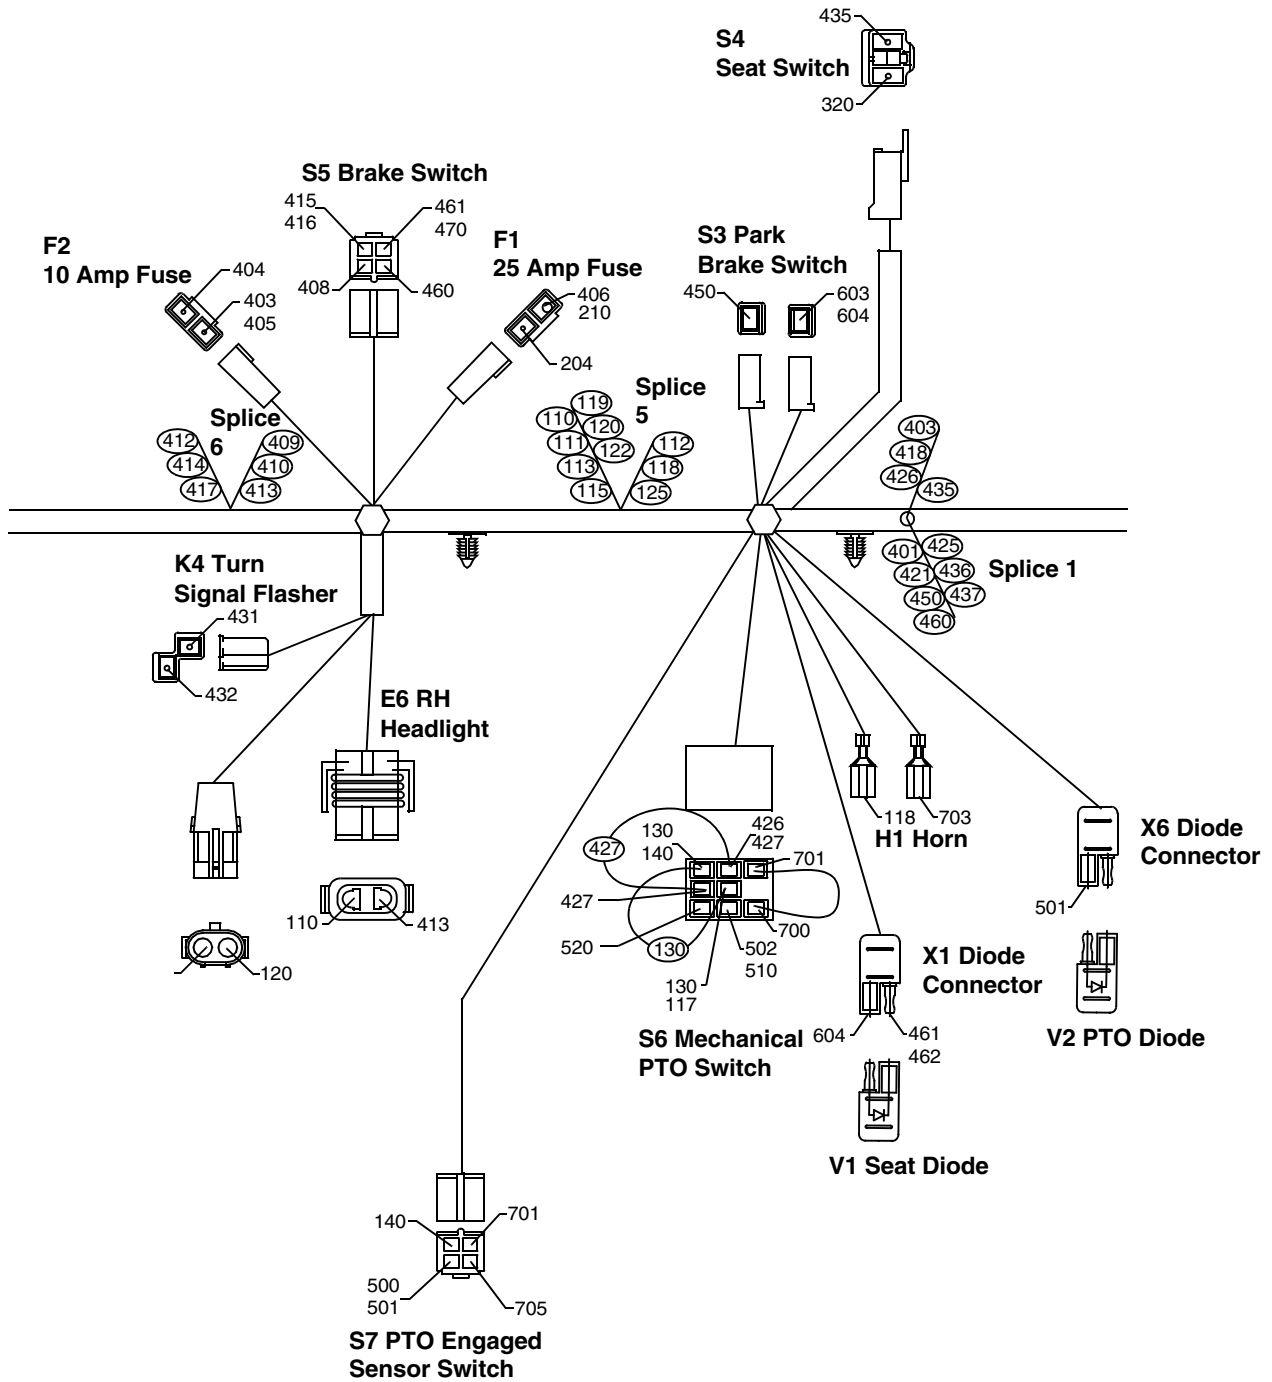 435
S4
Seat Switch
320
S5 Brake Switch
415
416
461
470
408
460
F2
10 Amp Fuse
404
403
405
F1
25 Amp Fuse
406
210
204
S3 Park
Brake Switch
450
603
604
Splice
6
412
414
417
409
410
413
Splice
5
119
110
120
111
122
113
115
112
118
125
403
418
426
435
401
425
421
436
450
437
460
Splice 1
K4 Turn
Signal Flasher
431
432
E6 RH
Headlight
110
413
120
118
703
H1 Horn
427
130
140
426
427
701
427
520
130
700
502
510
130
117
S6 Mechanical
PTO Switch
X6 Diode
Connector
501
V2 PTO Diode
X1 Diode
Connector
604
461
462
V1 Seat Diode
140
701
500
501
705
S7 PTO Engaged
Sensor Switch